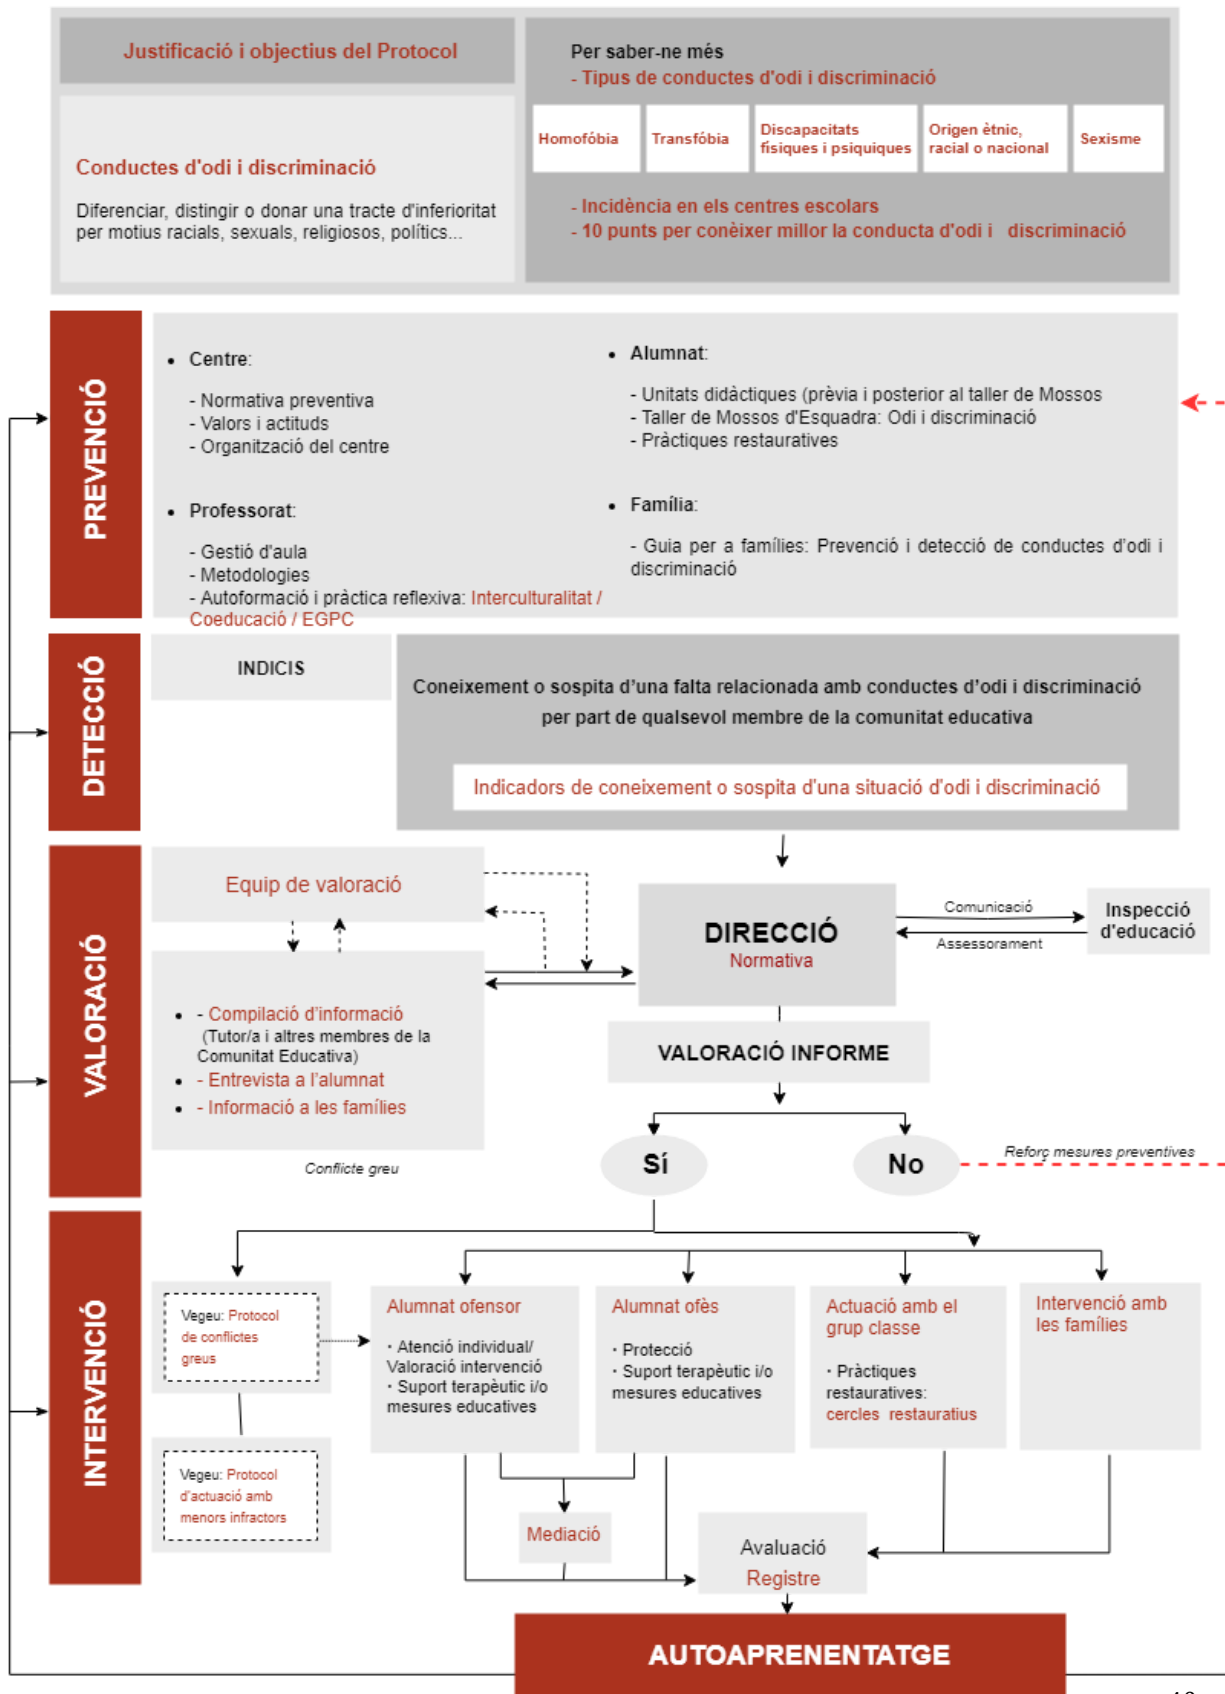 Justificació i objectius del Protocol
Conductes d'odi i discriminació
Diferenciar, distingir o donar una tracte d'inferioritat
per motius racials, sexuals, religiosos, polítics...
Per saber-ne més
- Tipus de conductes d'odi i discriminació
Homofóbia
Transfóbia
Discapacitats
físiques i psiquiques
Origen ètnic,
racial o nacional
Sexisme
- Incidència en els centres escolars
- 10 punts per conèixer millor la conducta d'odi i discriminació
PREVENCIÓ
• Centre:
- Normativa preventiva
- Valors i actituds
- Organització del centre
• Professorat:
- Gestió d'aula
- Metodologies
- Autoformació i pràctica reflexiva: Interculturalitat /
Coeducació / EGPC
• Alumnat:
- Unitats didàctiques (prèvia i posterior al taller de Mossos
- Taller de Mossos d'Esquadra: Odi i discriminació
- Pràctiques restauratives
• Família:
- Guia per a famílies: Prevenció i detecció de conductes d'odi i
discriminació
DETECCIÓ
INDICIS
Coneixement o sospita d'una falta relacionada amb conductes d'odi i discriminació
per part de qualsevol membre de la comunitat educativa
Indicadors de coneixement o sospita d'una situació d'odi i discriminació
VALORACIÓ
Equip de valoració
• - Compilació d'informació
(Tutor/a i altres membres de la
Comunitat Educativa)
• - Entrevista a l'alumnat
• - Informació a les famílies
DIRECCIÓ
Normativa
Comunicació
Assessorament
Inspecció
d'educació
VALORACIÓ INFORME
Conflicte greu
Sí
No
Reforç mesures preventives
INTERVENCIÓ
Vegeu: Protocol
de conflictes
greus
Vegeu: Protocol
d'actuació amb
menors infractors
Alumnat ofensor
· Atenció individual/
Valoració intervenció
· Suport terapèutic i/o
mesures educatives
Alumnat ofès
· Protecció
· Suport terapèutic i/o
mesures educatives
Actuació amb el
grup classe
· Pràctiques
restauratives:
cercles restauratius
Intervenció amb
les famílies
Mediació
Avaluació
Registre
AUTOAPRENENTATGE